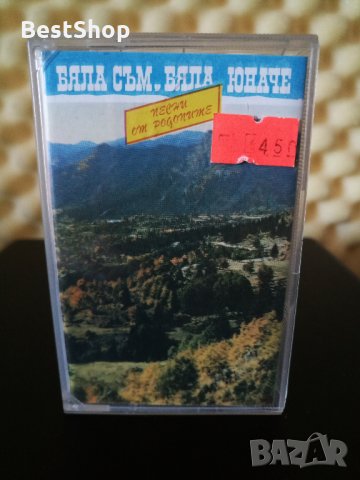 BestShop
БЯЛА СЪМ, БЯЛА, ЮНАЧЕ
ПЕСНИ
ОТ РОДОПИТЕ
450
BAZAR